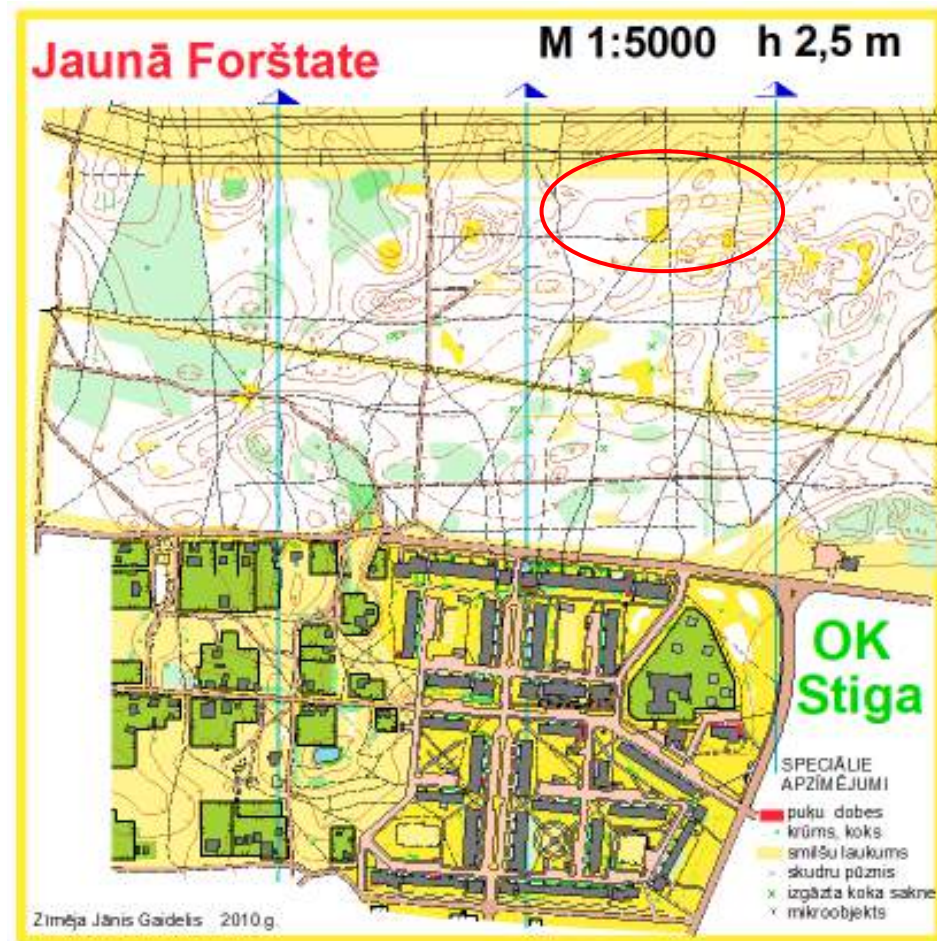 Jaunā Forštate
M 1:5000 h 2,5 m
OK
Stiga
SPECIĀLIE
APZĪMĒJUMI
puķu dobes
krūms, koks
smilšu laukums
skudru pūznis
izgāzta koka sakne
mikroobjekts
Zīmēja Jānis Gaidelis 2010.g.